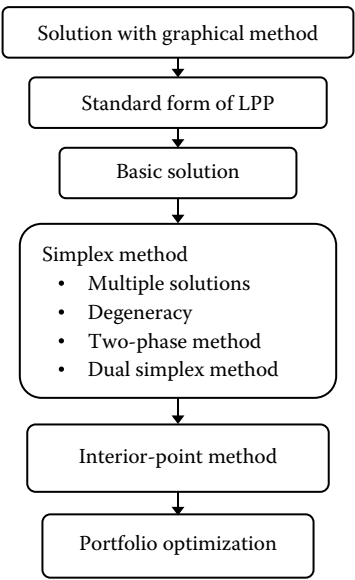 Solution with graphical method
Standard form of LPP
Basic solution
Simplex method
• Multiple solutions
• Degeneracy
• Two-phase method
• Dual simplex method
Interior-point method
Portfolio optimization